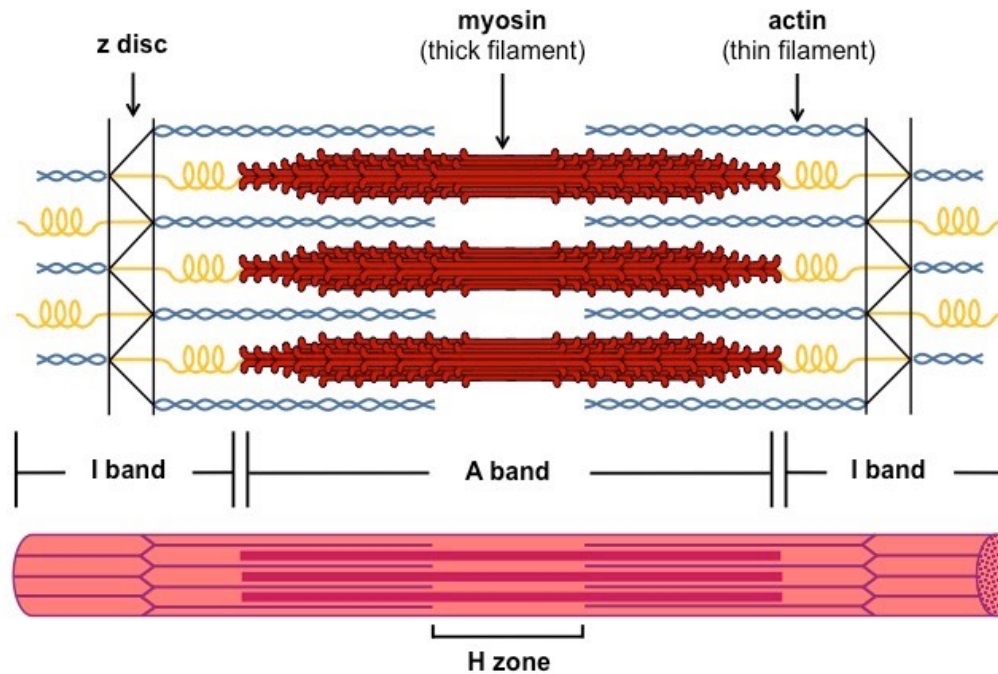 myosin
(thick filament)
actin
(thin filament)
z disc
I band
A band
I band
H zone